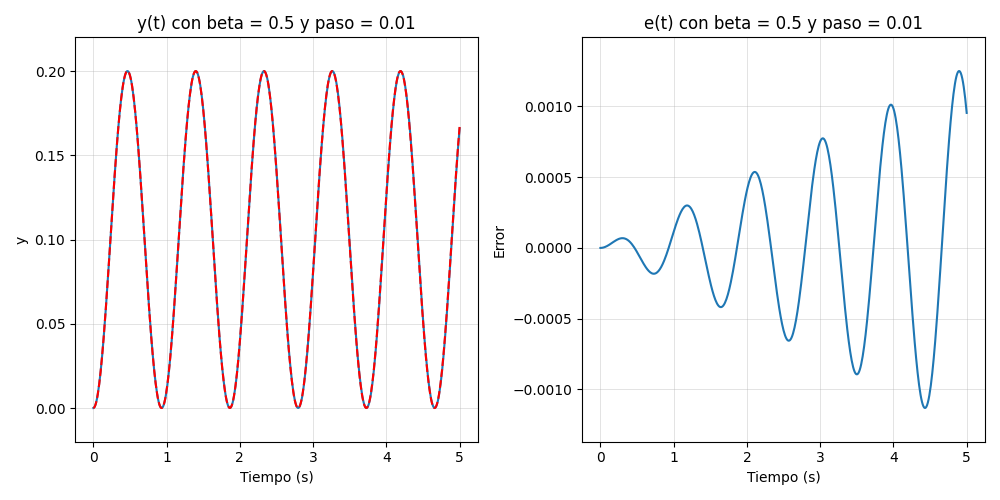 y(t) con beta = 0.5 y paso = 0.01
0.20
0.15
0.10
0.05
0.00
y
0 1 2 3 4 5
Tiempo (s)
e(t) con beta = 0.5 y paso = 0.01
0.0010
0.0005
0.0000
−0.0005
−0.0010
Error
0 1 2 3 4 5
Tiempo (s)